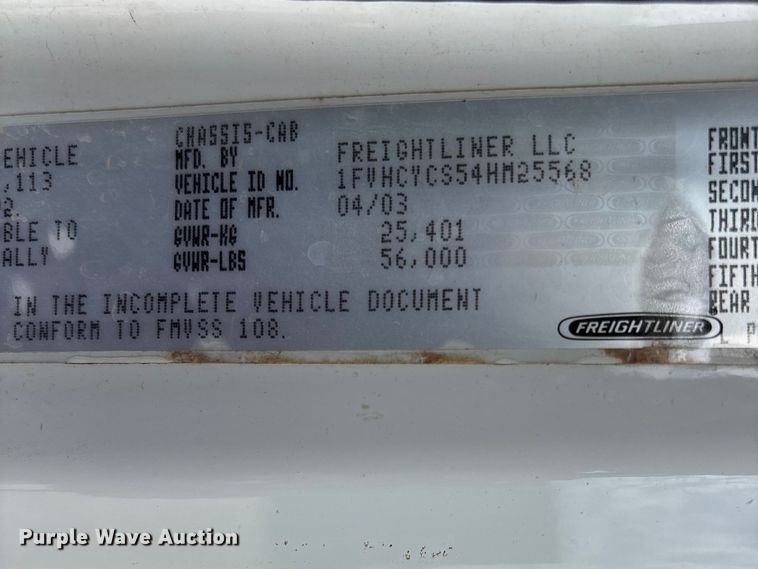 CHASSIS-CAB
EHICLE MFD. BY FREIGHTLINER LLC FRONT
,113 VEHICLE ID NO. 1FVHCYCS54HM25568 FIRST
2 DATE OF MFR. 04/03 SECON
BLE TO GVWR-KG 25,401 THIRD
ALLY GVWR-LBS 56,000 FOURT
FIFTH
IN THE INCOMPLETE VEHICLE DOCUMENT REAR
CONFORM TO FMVSS 108. FREIGHTLINER L P
Purple Wave Auction